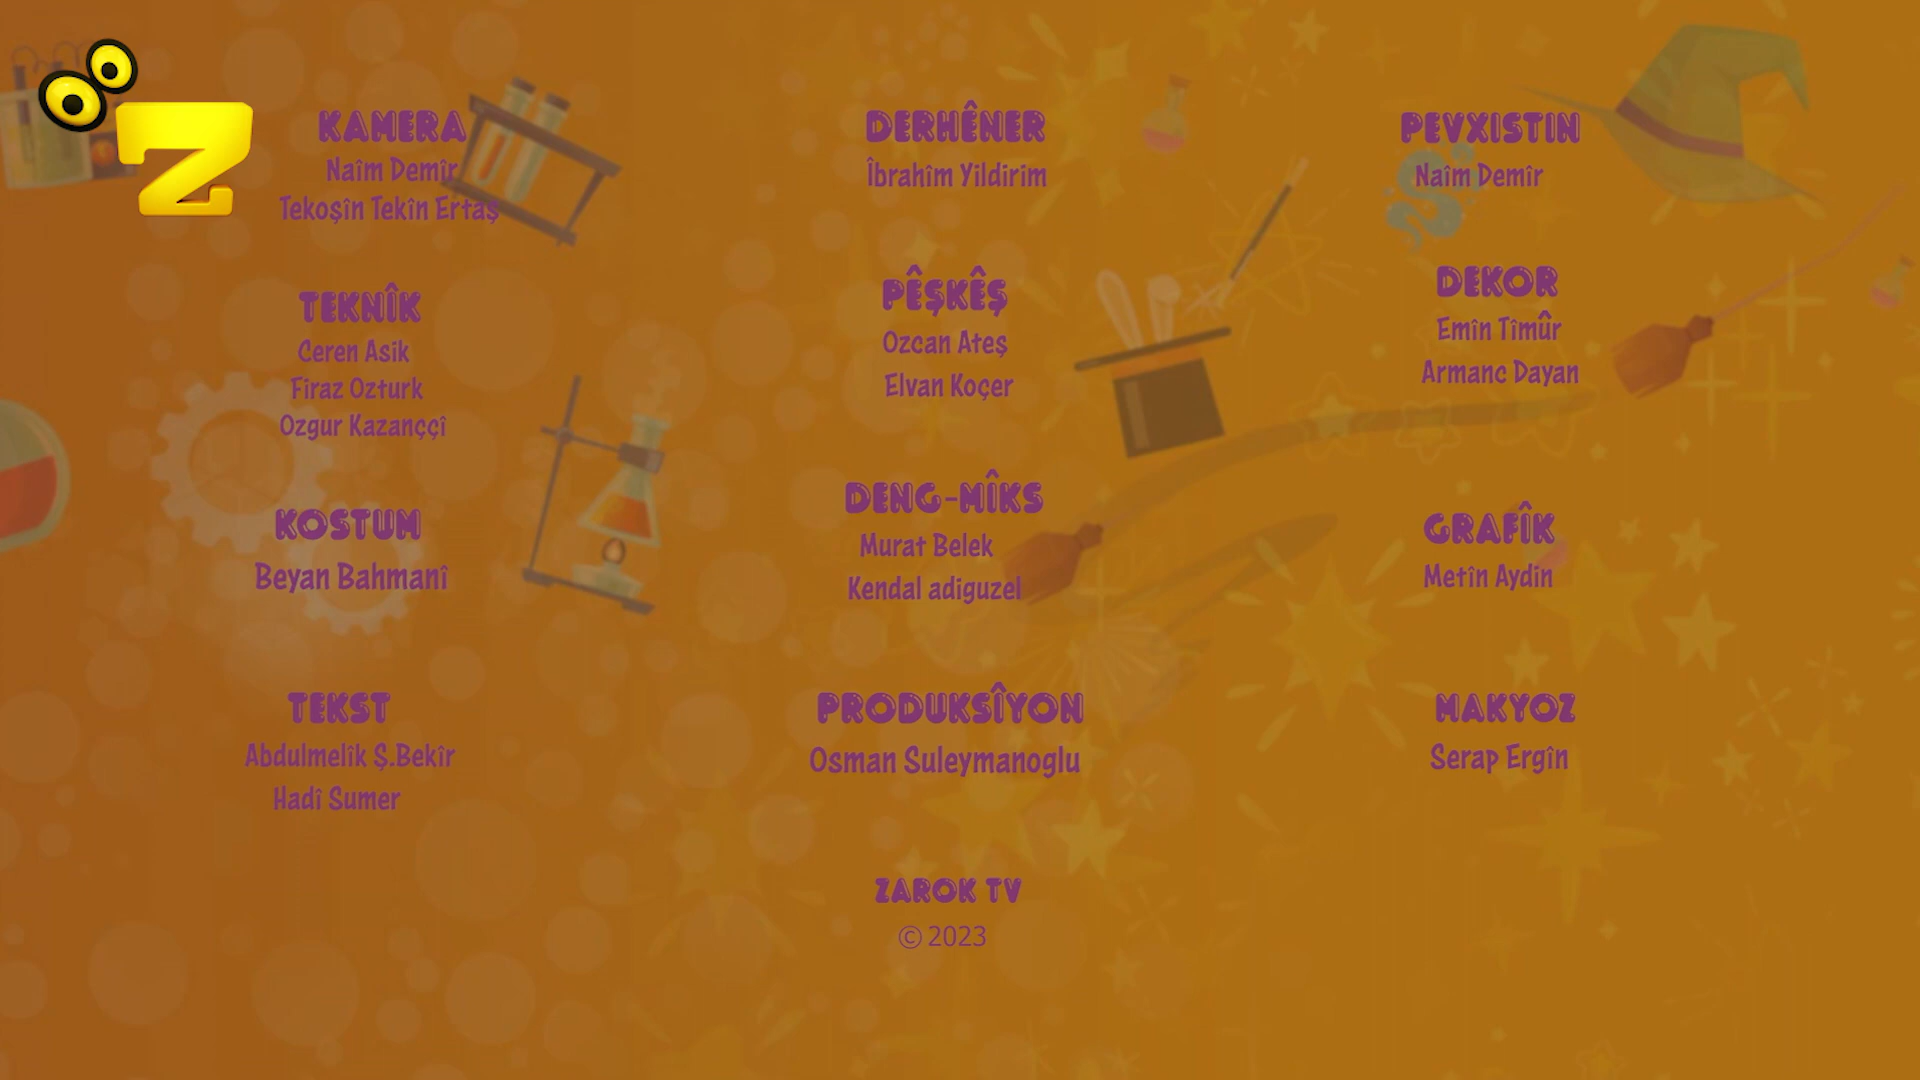 Z
KAMERA
Naîm Demîr
Tekoşîn Tekîn Ertaş
DERHÊNER
Îbrahîm Yildirim
PEVXISTIN
Naîm Demîr
TEKNÎK
Ceren Asik
Firaz Ozturk
Ozgur Kazanççî
PÊŞKÊŞ
Ozcan Ateş
Elvan Koçer
DEKOR
Emîn Tîmûr
Armanc Dayan
KOSTUM
Beyan Bahmanî
DENG-MÎKS
Murat Belek
Kendal adiguzel
GRAFÎK
Metîn Aydin
TEKST
Abdulmelîk Ş.Bekîr
Hadî Sumer
PRODUKSÎYON
Osman Suleymanoglu
MAKYOZ
Serap Ergîn
ZAROK TV
© 2023